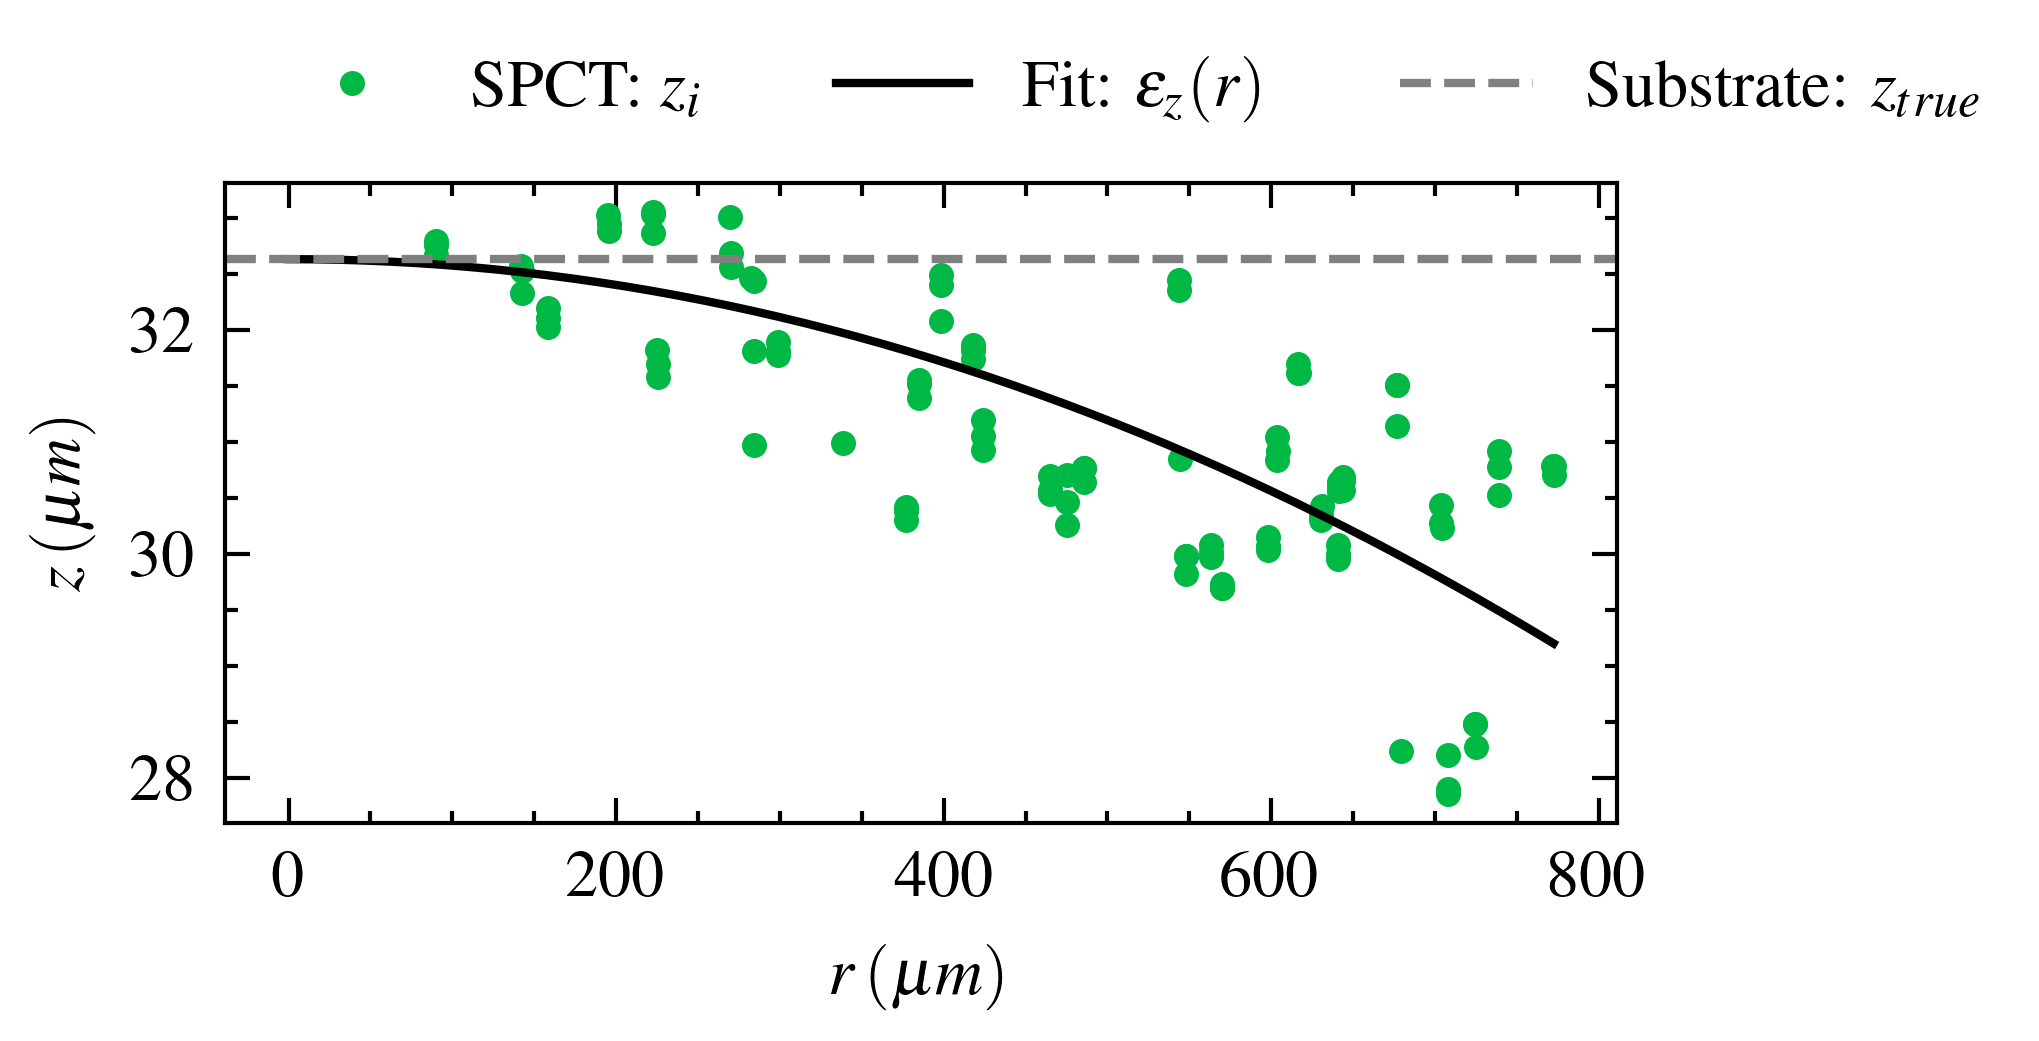 SPCT: z_i Fit: ε_z(r) Substrate: z_true
z (μm)
32
30
28
0 200 400 600 800
r (μm)